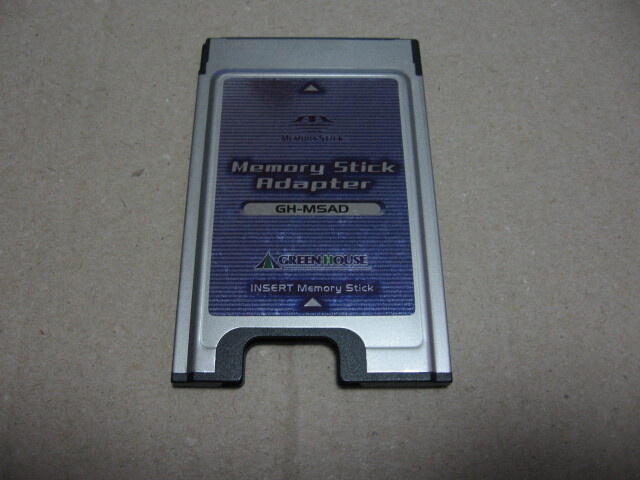 MEMORY STICK
Memory Stick
Adapter
GH-MSAD
GREEN HOUSE
INSERT Memory Stick